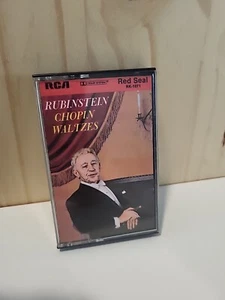 RCA Red Seal
RUBINSTEIN
CHOPIN
WALTZES